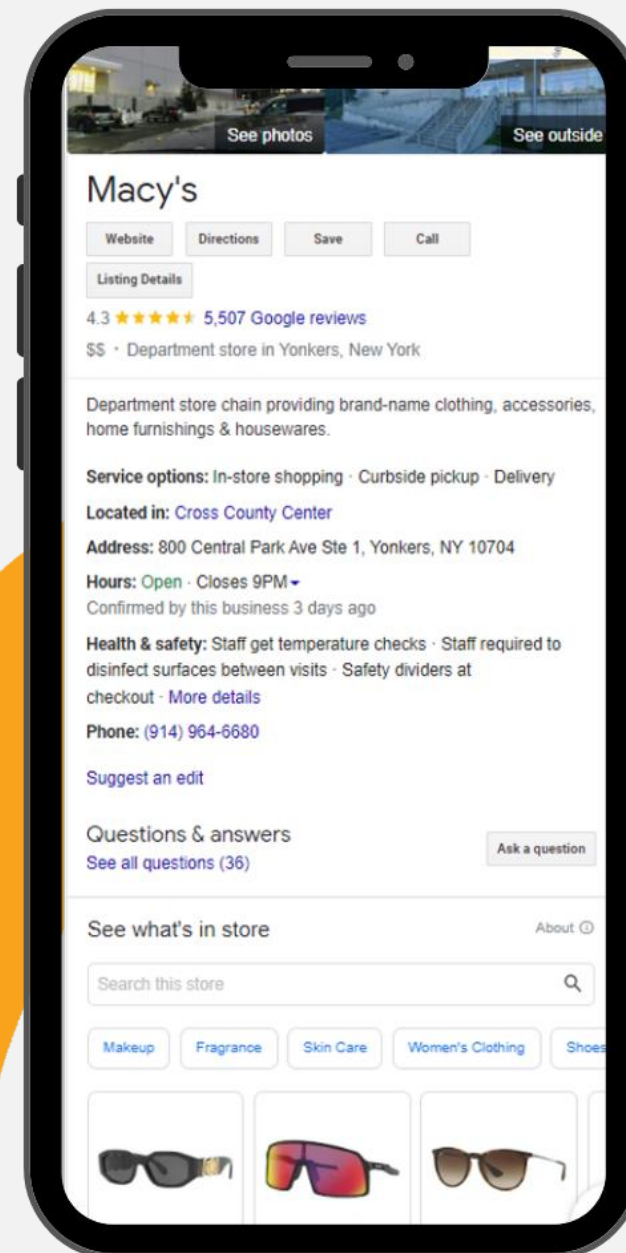 See photos
See outside
Macy's
Website
Directions
Save
Call
Listing Details
4.3 ★★★★★ 5,507 Google reviews
$$ · Department store in Yonkers, New York
Department store chain providing brand-name clothing, accessories,
home furnishings & housewares.
Service options: In-store shopping · Curbside pickup · Delivery
Located in: Cross County Center
Address: 800 Central Park Ave Ste 1, Yonkers, NY 10704
Hours: Open · Closes 9PM
Confirmed by this business 3 days ago
Health & safety: Staff get temperature checks · Staff required to
disinfect surfaces between visits · Safety dividers at
checkout · More details
Phone: (914) 964-6680
Suggest an edit
Questions & answers
See all questions (36)
Ask a question
See what's in store
About
Search this store
Makeup
Fragrance
Skin Care
Women's Clothing
Shoes